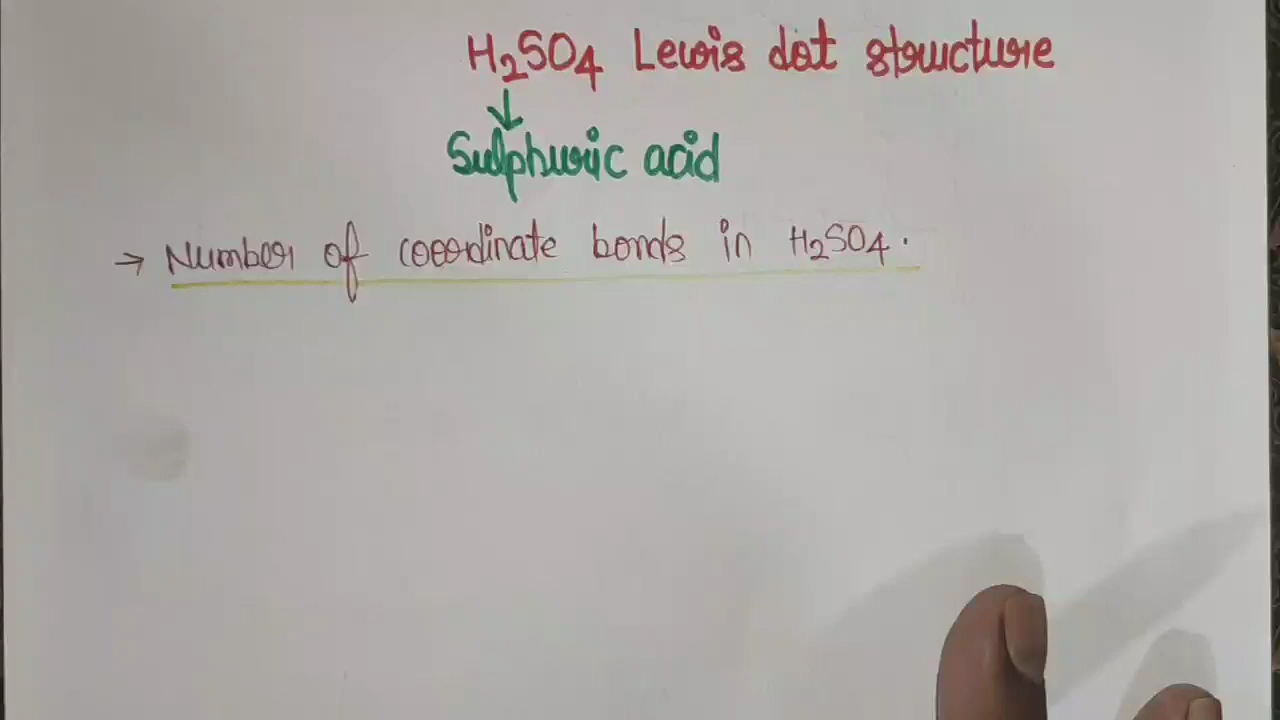 H2SO4 Lewis dot structure
↓
Sulphuric acid
→ Number of coordinate bonds in H2SO4.